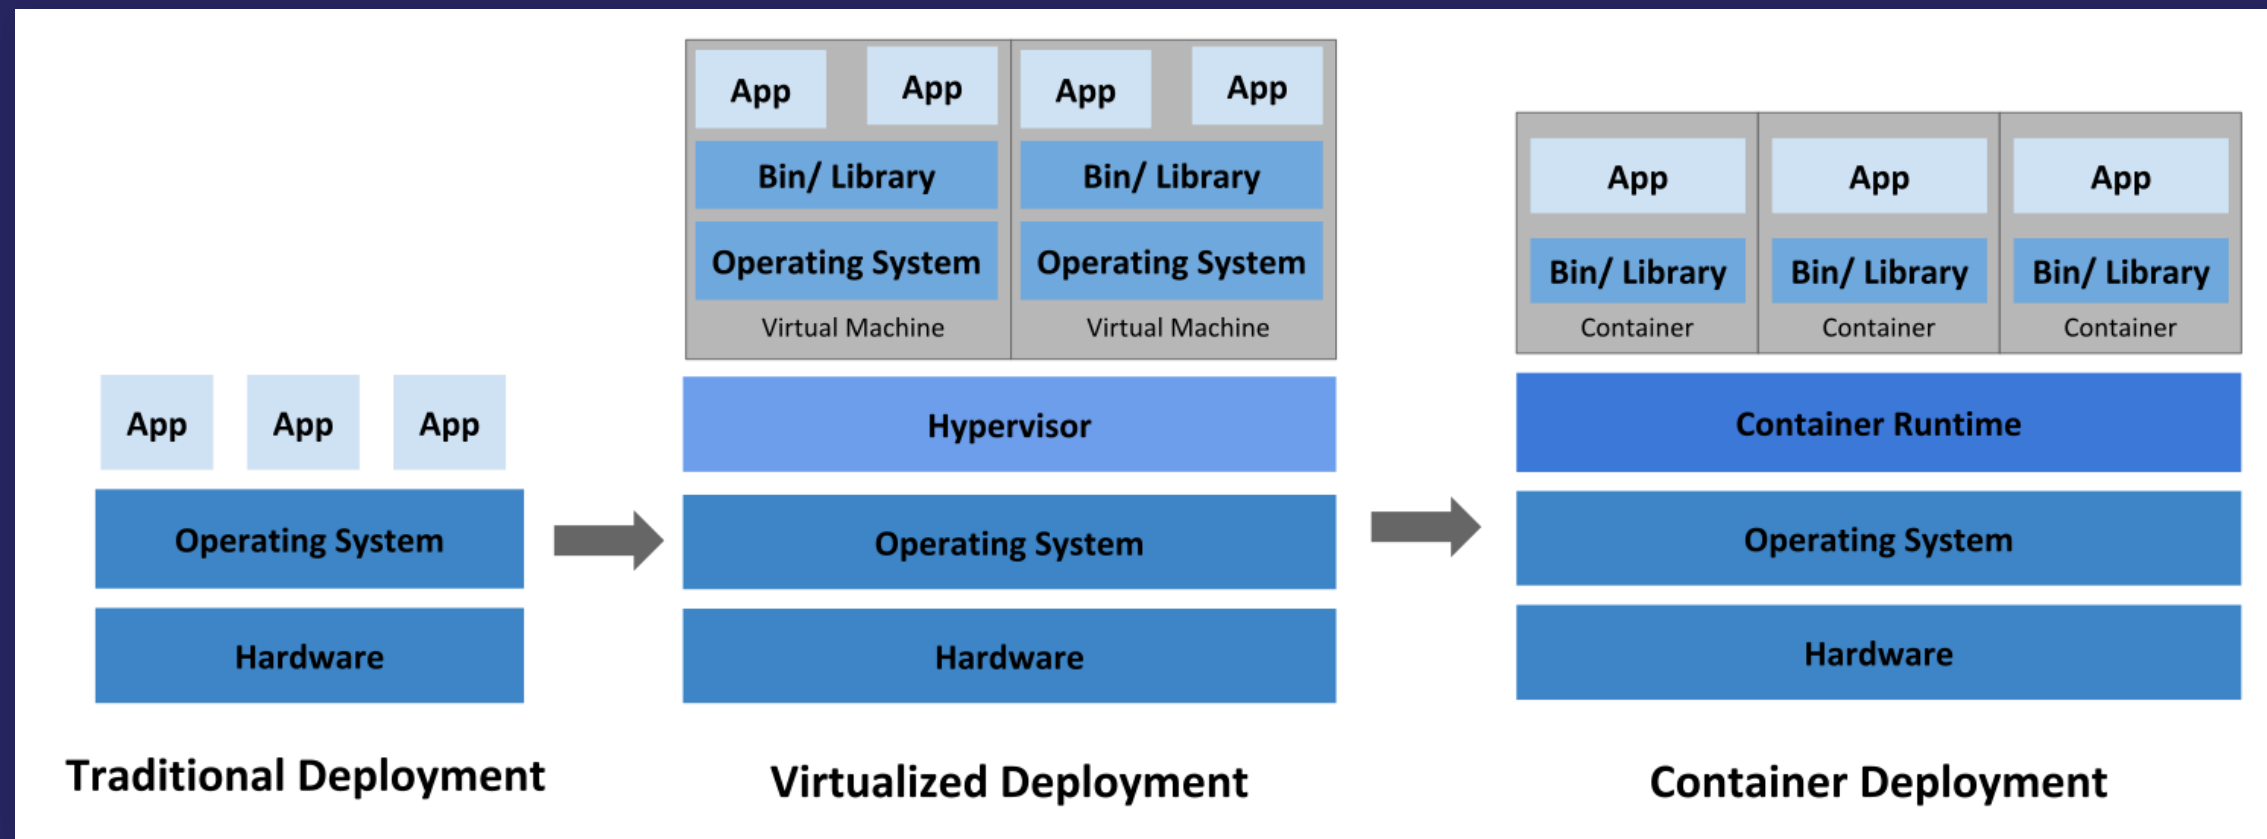 App
App
App
Operating System
Hardware
Traditional Deployment
App
App
App
App
Bin/ Library
Bin/ Library
Operating System
Operating System
Virtual Machine
Virtual Machine
Hypervisor
Operating System
Hardware
Virtualized Deployment
App
App
App
Bin/ Library
Bin/ Library
Bin/ Library
Container
Container
Container
Container Runtime
Operating System
Hardware
Container Deployment